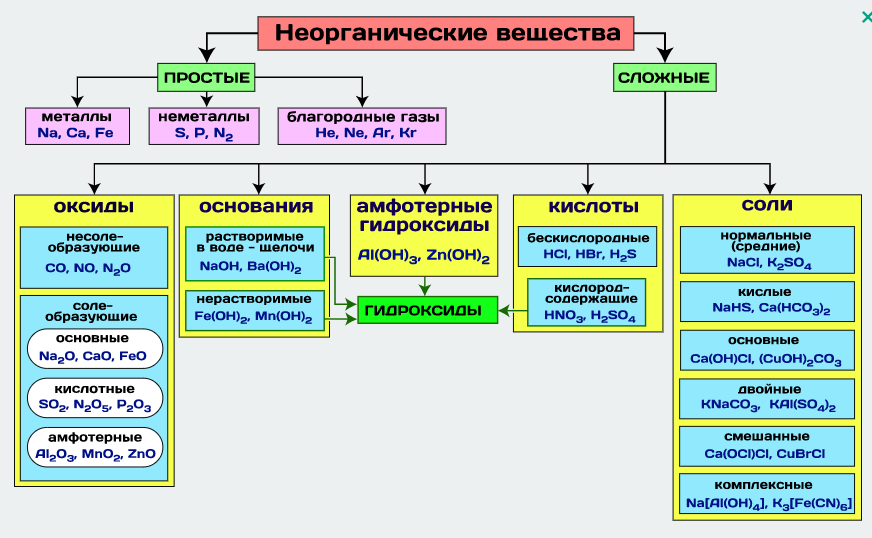 Неорганические вещества
ПРОСТЫЕ
СЛОЖНЫЕ
металлы
Na, Ca, Fe
неметаллы
S, P, N₂
благородные газы
He, Ne, Ar, Kr
оксиды
несоле-
образующие
CO, NO, N₂O
соле-
образующие
основные
Na₂O, CaO, FeO
кислотные
SO₂, N₂O₅, P₂O₃
амфотерные
Al₂O₃, MnO₂, ZnO
основания
растворимые
в воде – щелочи
NaOH, Ba(OH)₂
нерастворимые
Fe(OH)₂, Mn(OH)₂
амфотерные
гидроксиды
Al(OH)₃, Zn(OH)₂
ГИДРОКСИДЫ
кислоты
бескислородные
HCl, HBr, H₂S
кислород-
содержащие
HNO₃, H₂SO₄
соли
нормальные
(средние)
NaCl, K₂SO₄
кислые
NaHS, Ca(HCO₃)₂
основные
Ca(OH)Cl, (CuOH)₂CO₃
двойные
KNaCO₃, KAl(SO₄)₂
смешанные
Ca(OCl)Cl, CuBrCl
комплексные
Na[Al(OH)₄], K₃[Fe(CN)₆]